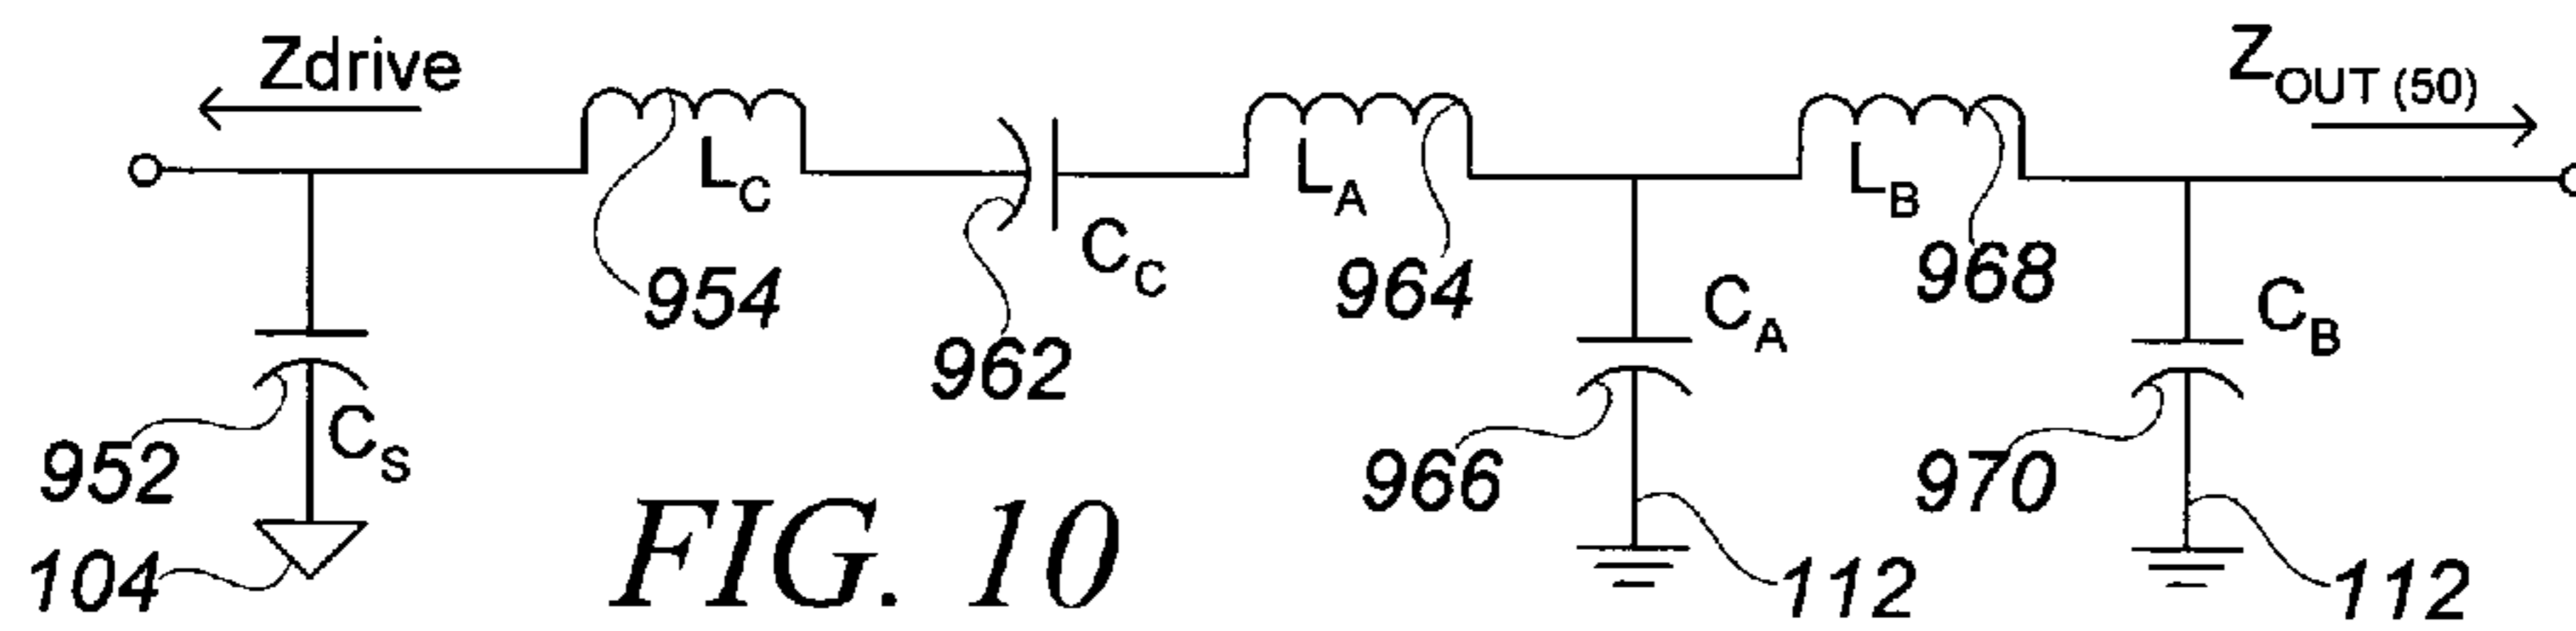 Zdrive
Z_OUT (50)
L_C
L_A
L_B
C_C
954
964
968
C_A
C_B
962
952
C_S
966
970
104
FIG. 10
112
112